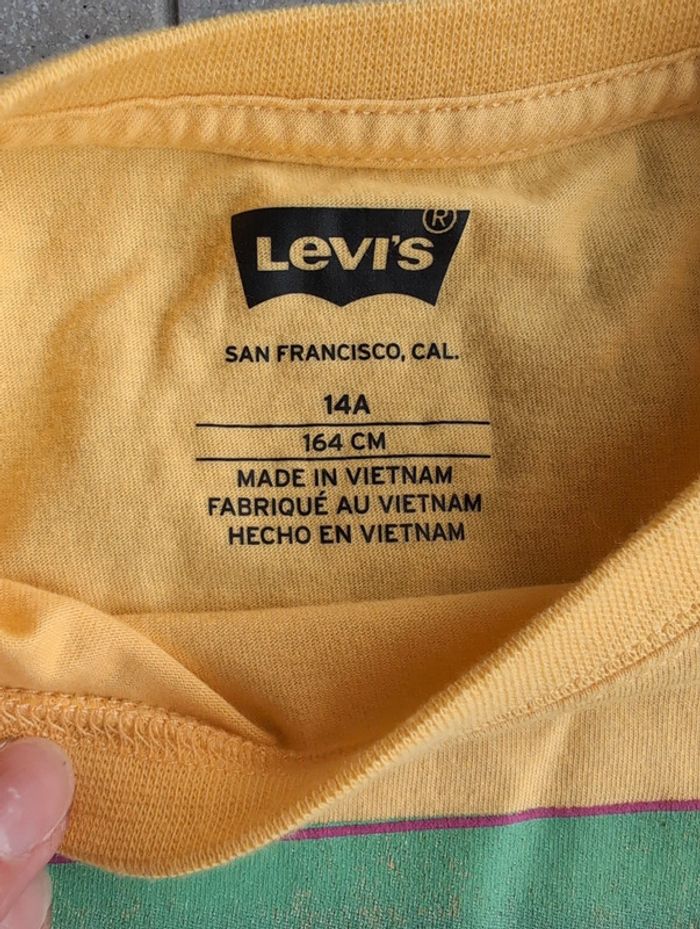 LEVI'S®
SAN FRANCISCO, CAL.
14A
164 CM
MADE IN VIETNAM
FABRIQUÉ AU VIETNAM
HECHO EN VIETNAM